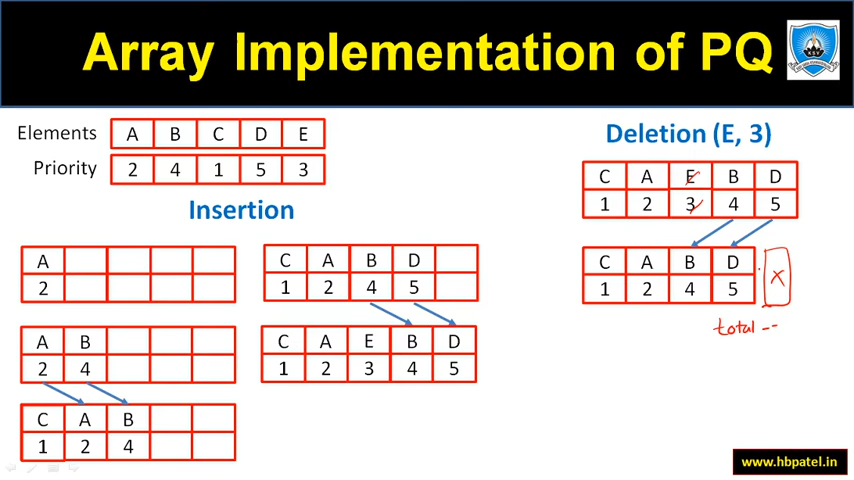 Array Implementation of PQ
Elements A B C D E
Priority 2 4 1 5 3
Insertion
A
2
A B
2 4
C A B
1 2 4
C A B D
1 2 4 5
C A E B D
1 2 3 4 5
Deletion (E, 3)
C A E B D
1 2 3 4 5
C A B D
1 2 4 5
X
total --
www.hbpatel.in